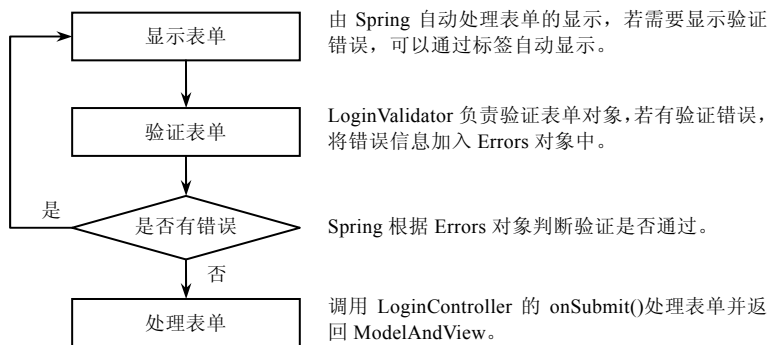 显示表单
由 Spring 自动处理表单的显示，若需要显示验证
错误，可以通过标签自动显示。
验证表单
LoginValidator 负责验证表单对象，若有验证错误，
将错误信息加入 Errors 对象中。
是
是否有错误
Spring 根据 Errors 对象判断验证是否通过。
否
处理表单
调用 LoginController 的 onSubmit()处理表单并返
回 ModelAndView。